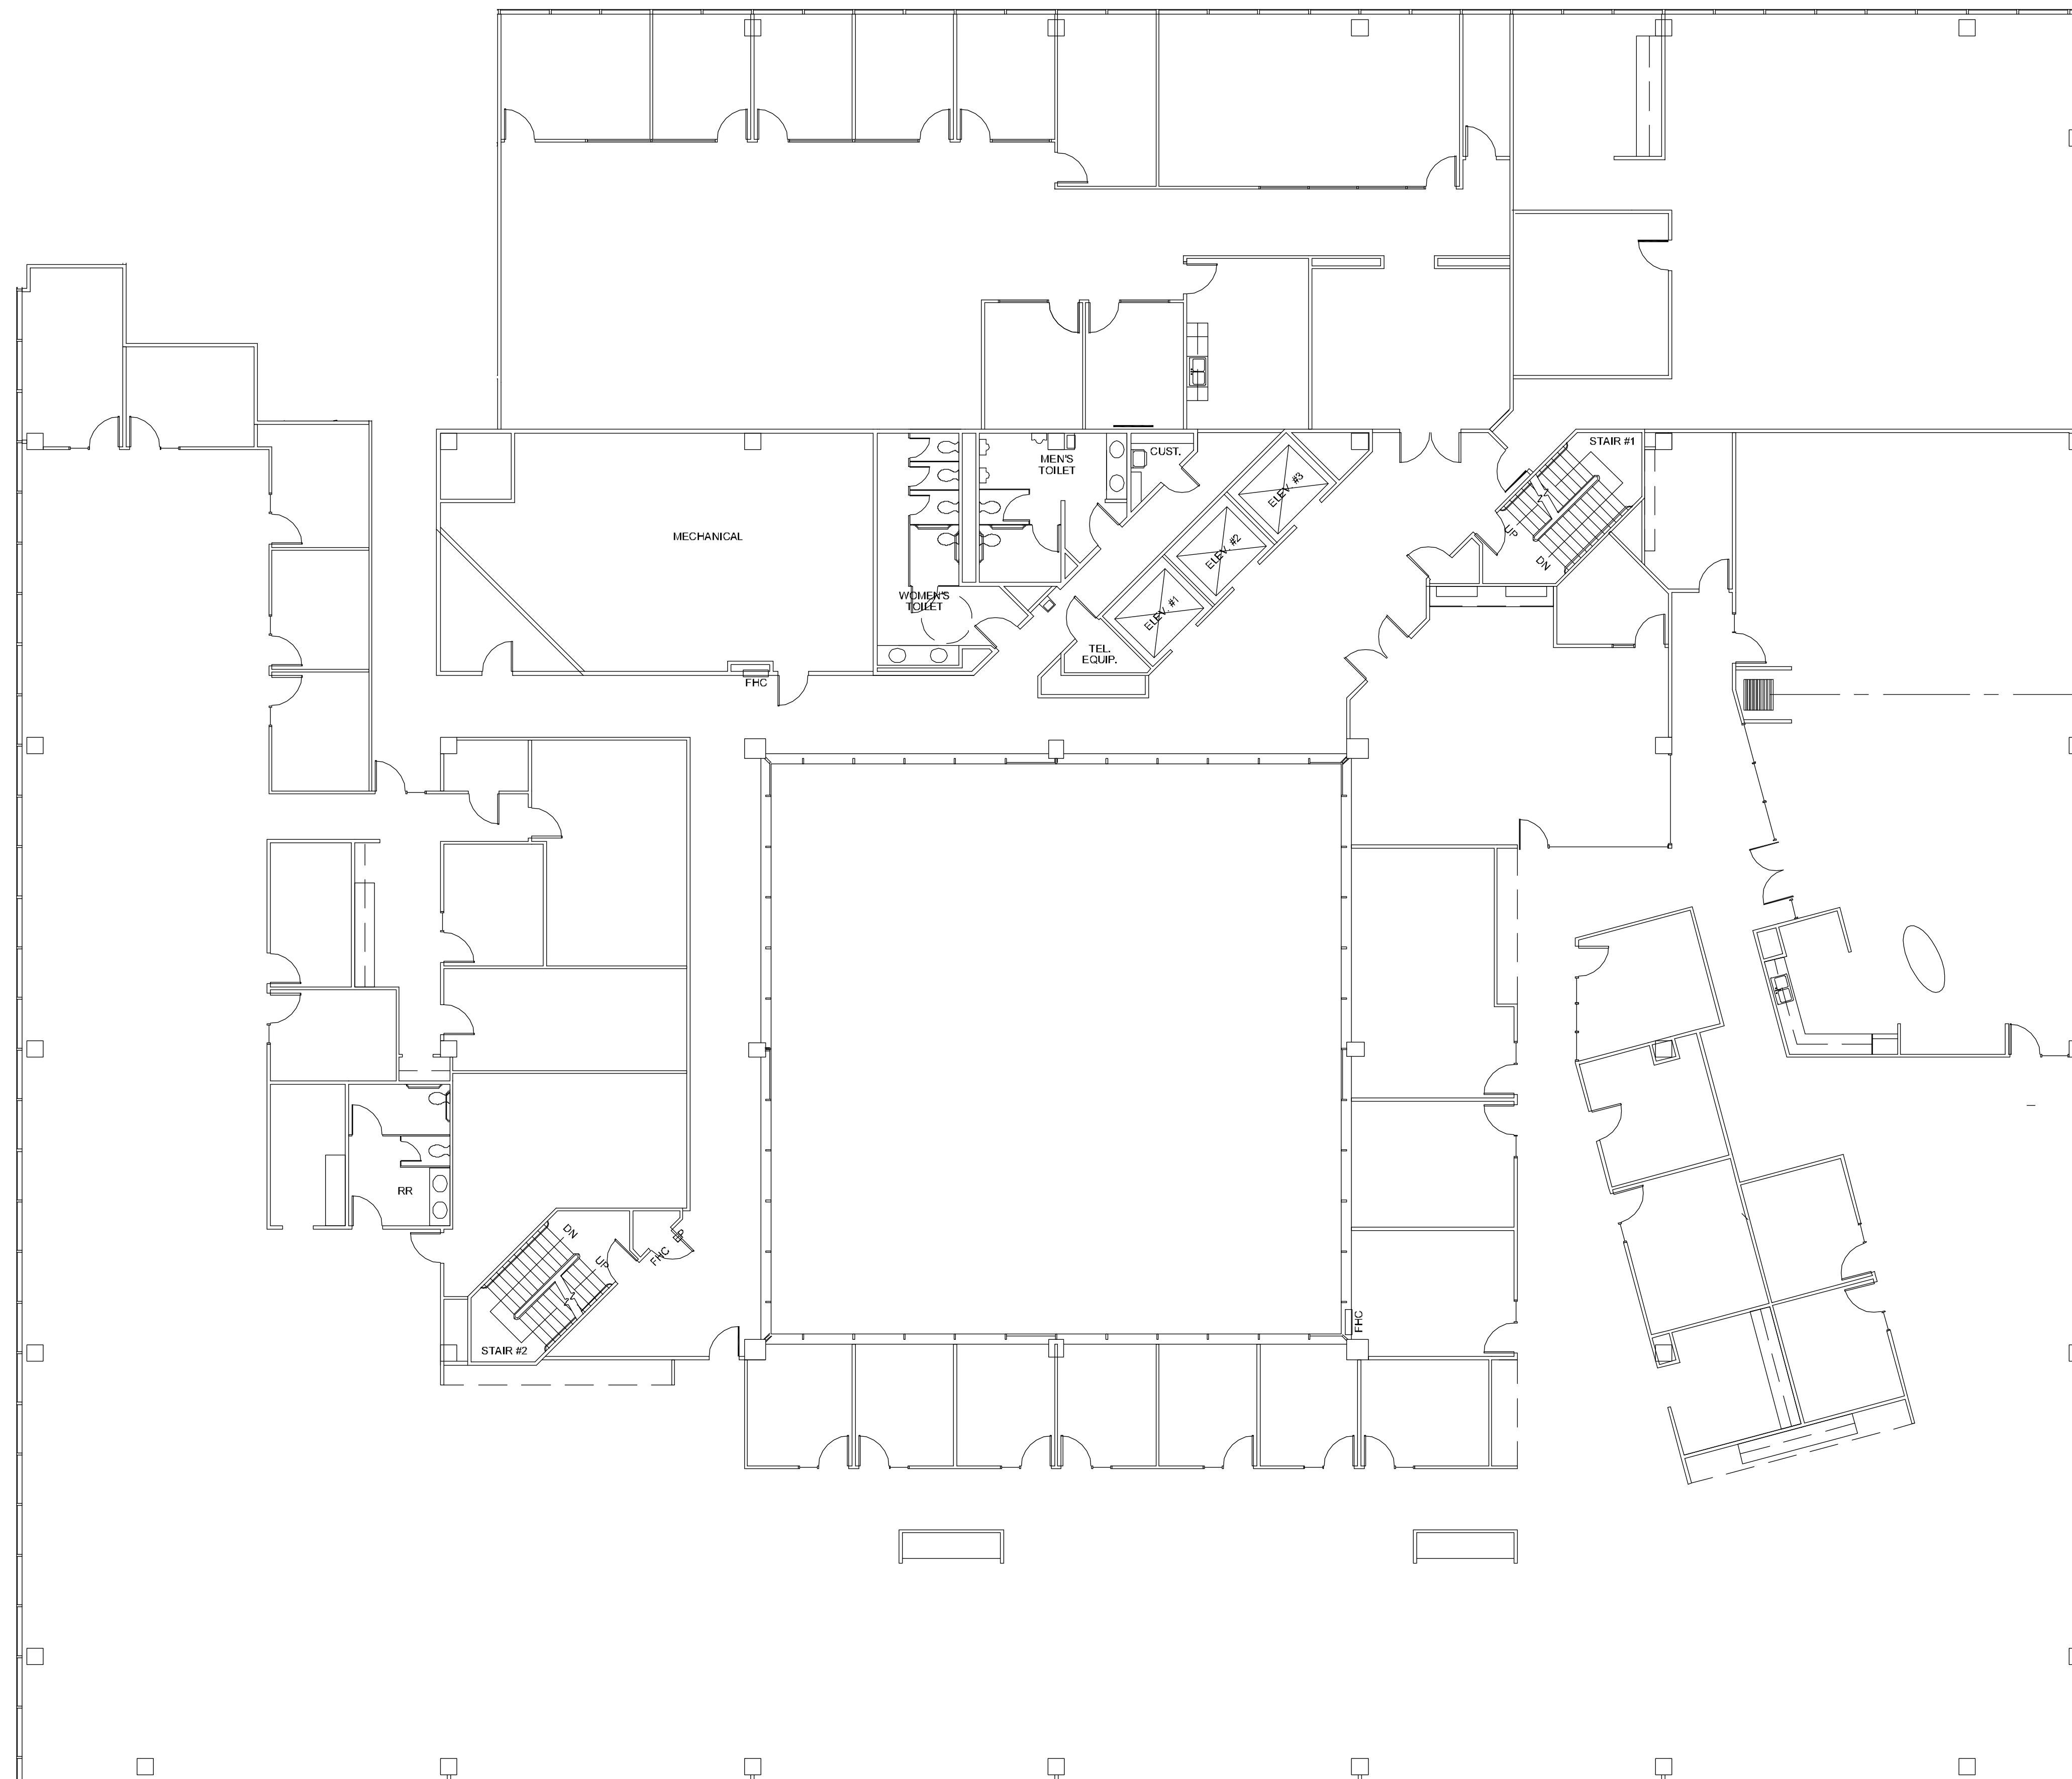 STAIR #1
MEN'S
TOILET
CUST.
ELEV. #3
MECHANICAL
UP
DN
ELEV. #2
WOMEN'S
TOILET
ELEV. #1
TEL.
EQUIP.
FHC
RR
DN
UP
FHC
FHC
STAIR #2